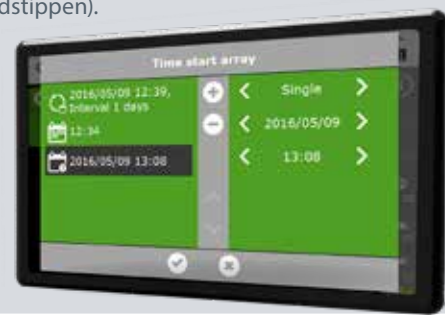 dstippen).
Time start array
2016/05/09 12:39,
Interval 1 days
12:34
2016/05/09 13:08
Single
2016/05/09
13:08